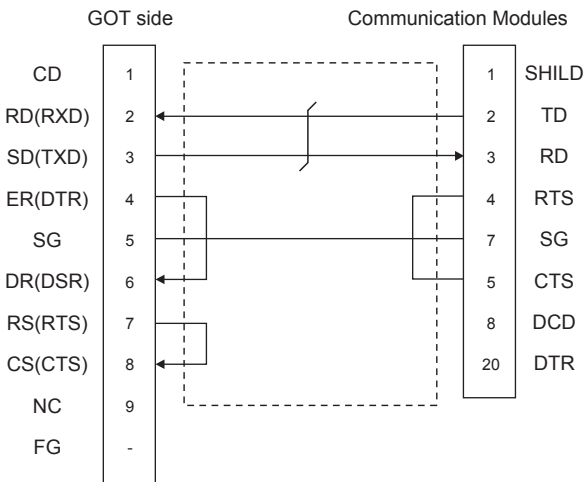 GOT side Communication Modules
CD 1 1 SHILD
RD(RXD) 2 2 TD
SD(TXD) 3 3 RD
ER(DTR) 4 4 RTS
SG 5 7 SG
DR(DSR) 6 5 CTS
RS(RTS) 7 8 DCD
CS(CTS) 8 20 DTR
NC 9
FG -